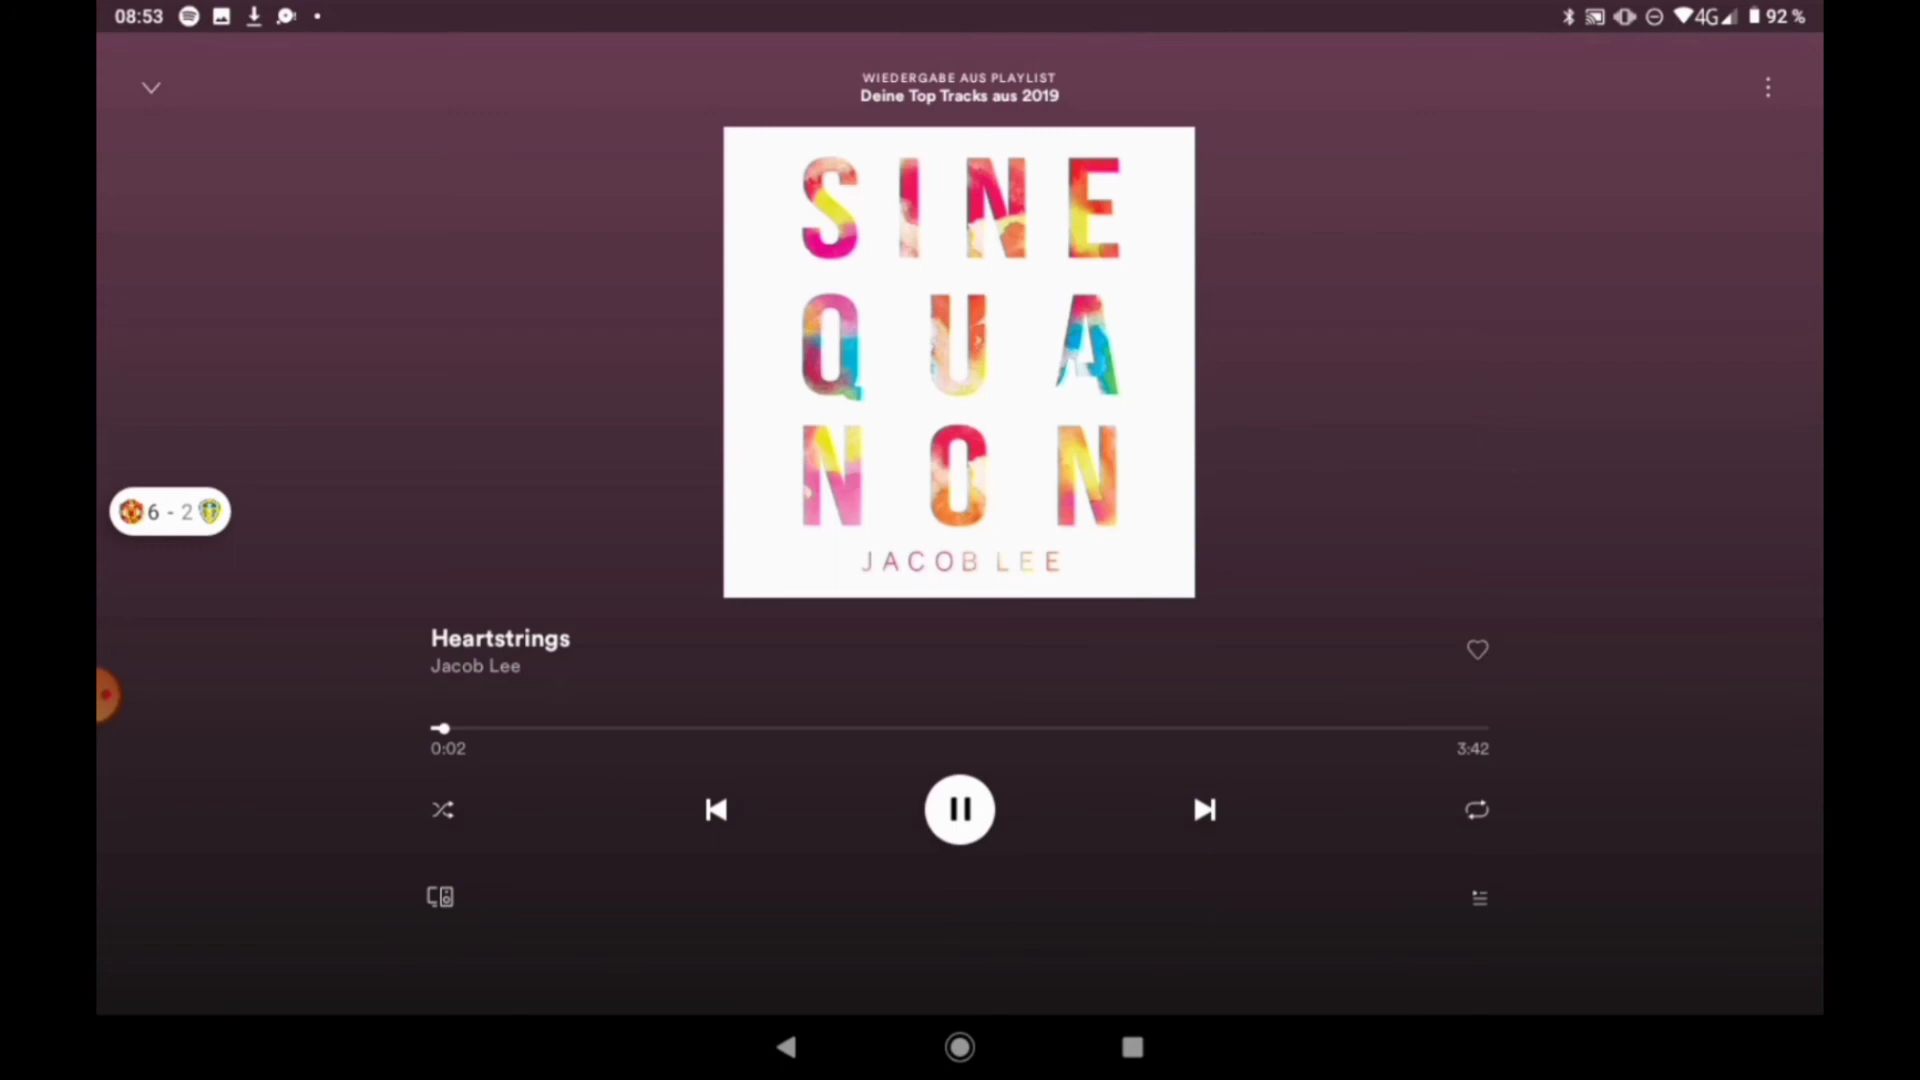 08:53
4G 92 %
WIEDERGABE AUS PLAYLIST
Deine Top Tracks aus 2019
SINE
QUA
NON
JACOB LEE
6 - 2
Heartstrings
Jacob Lee
0:02
3:42